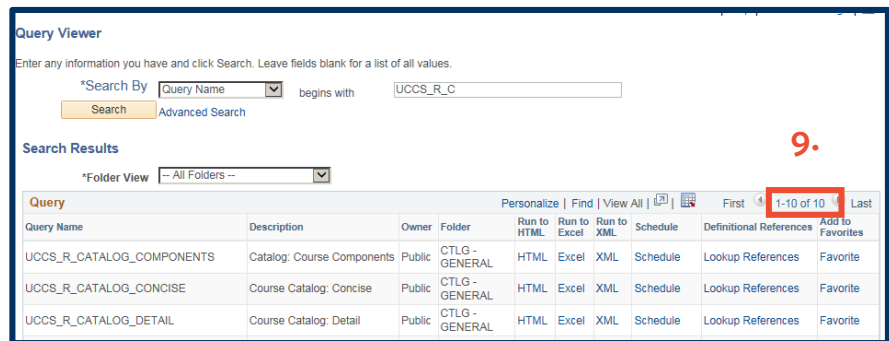 Query Viewer
Enter any information you have and click Search. Leave fields blank for a list of all values.
*Search By Query Name begins with UCCS_R_C
Search Advanced Search
Search Results
9.
*Folder View -- All Folders --
Query Personalize | Find | View All | | First 1-10 of 10 Last
Query Name Description Owner Folder Run to HTML Run to Excel Run to XML Schedule Definitional References Add to Favorites
UCCS_R_CATALOG_COMPONENTS Catalog: Course Components Public CTLG - GENERAL HTML Excel XML Schedule Lookup References Favorite
UCCS_R_CATALOG_CONCISE Course Catalog: Concise Public CTLG - GENERAL HTML Excel XML Schedule Lookup References Favorite
UCCS_R_CATALOG_DETAIL Course Catalog: Detail Public CTLG - GENERAL HTML Excel XML Schedule Lookup References Favorite